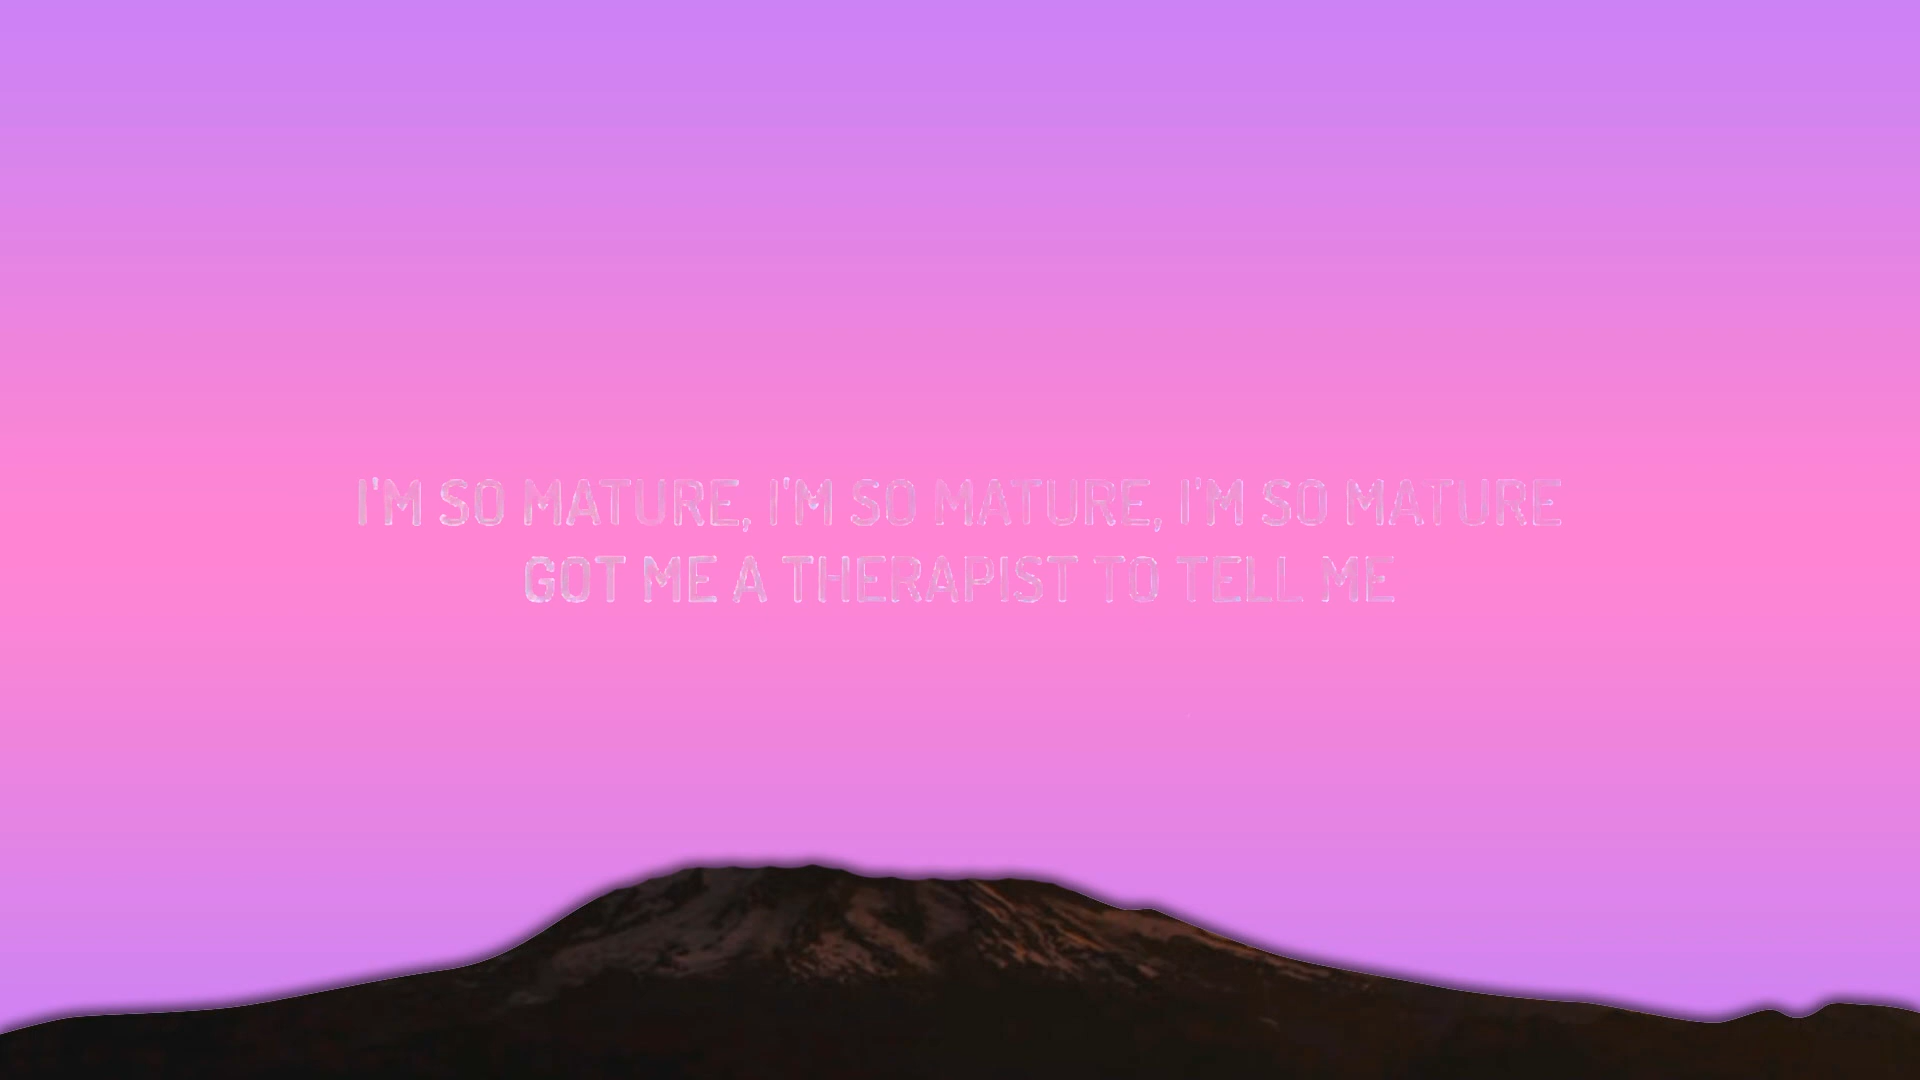 I'M SO MATURE, I'M SO MATURE, I'M SO MATURE
GOT ME A THERAPIST TO TELL ME